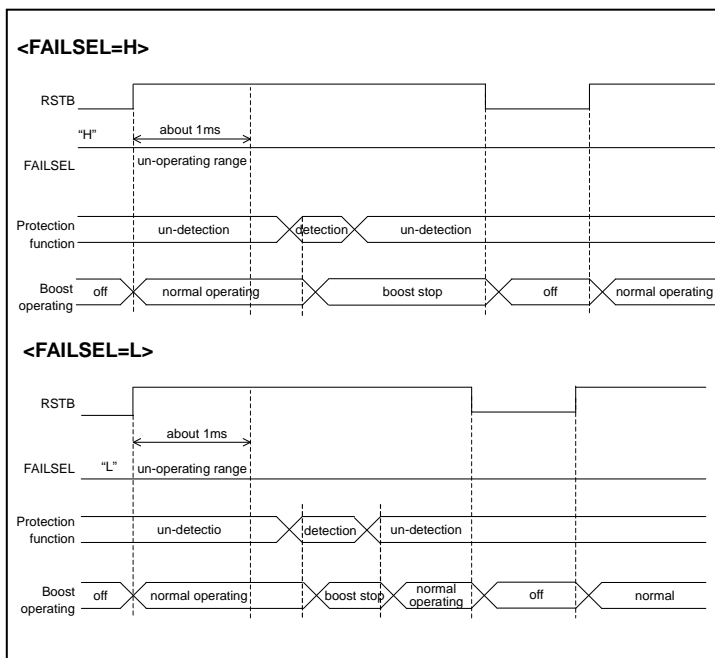 <FAILSEL=H>
RSTB
"H"
about 1ms
FAILSEL
un-operating range
Protection
function
un-detection
detection
un-detection
Boost
operating
off
normal operating
boost stop
off
normal operating
<FAILSEL=L>
RSTB
about 1ms
FAILSEL
"L"
un-operating range
Protection
function
un-detectio
detection
un-detection
Boost
operating
off
normal operating
boost stop
normal
operating
off
normal